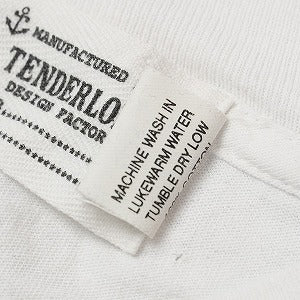 MANUFACTURED
TENDERLO
DESIGN FACTOR
MACHINE WASH IN
LUKEWARM WATER
TUMBLE DRY LOW